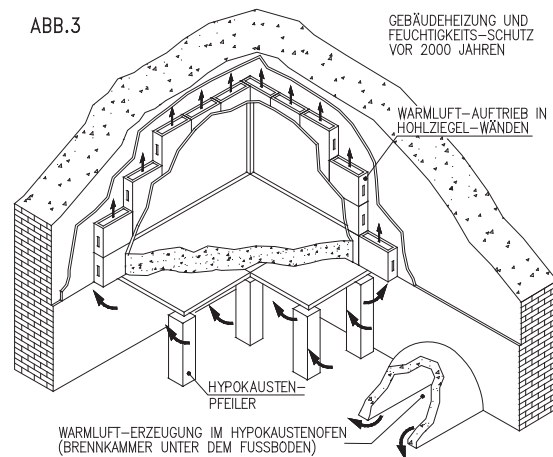 ABB.3
GEBÄUDEHEIZUNG UND
FEUCHTIGKEITS-SCHUTZ
VOR 2000 JAHREN
WARMLUFT-AUFTRIEB IN
HOHLZIEGEL-WÄNDEN
HYPOKAUSTEN-
PFEILER
WARMLUFT-ERZEUGUNG IM HYPOKAUSTENOFEN
(BRENNKAMMER UNTER DEM FUSSBÖDEN)